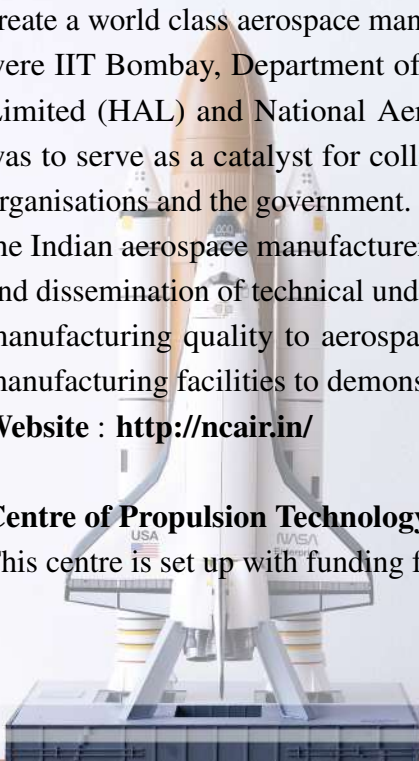 reate a world class aerospace man
vere IIT Bombay, Department of
Limited (HAL) and National Aer
vas to serve as a catalyst for coll
rganisations and the government.
he Indian aerospace manufacturer
nd dissemination of technical und
nanufacturing quality to aerospa
nanufacturing facilities to demons
Website : http://ncair.in/
Centre of Propulsion Technology
This centre is set up with funding f
USA
NASA
Enterprise